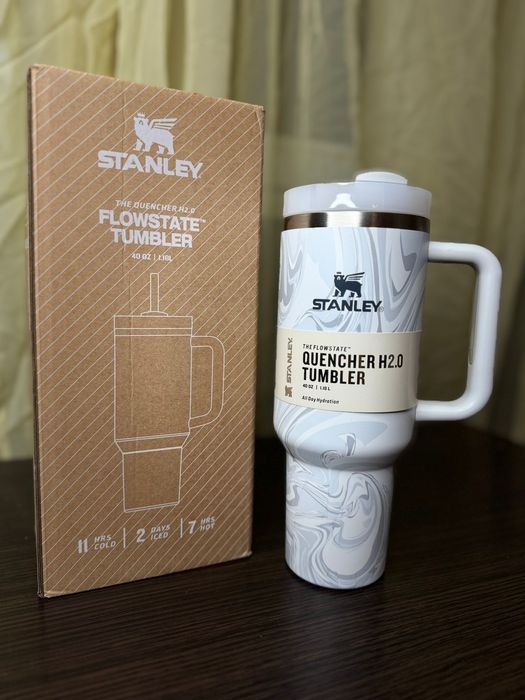 STANLEY
THE QUENCHER H2.0
FLOWSTATE™
TUMBLER
40 OZ | 1.18L
11 HRS COLD | 2 DAYS ICED | 7 HRS HOT
STANLEY®
STANLEY
THE FLOWSTATE™
QUENCHER H2.0
TUMBLER
40 OZ | 1.18 L
All Day Hydration